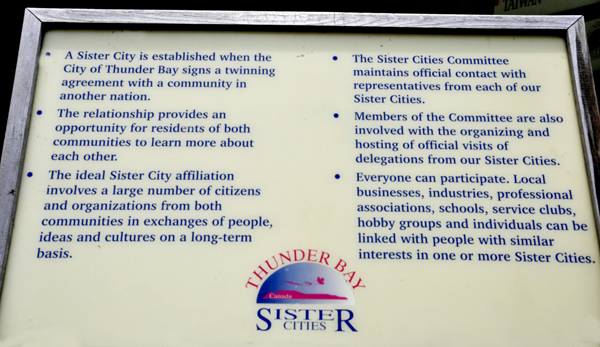 TAIWAN
• A Sister City is established when the
City of Thunder Bay signs a twinning
agreement with a community in
another nation.
• The relationship provides an
opportunity for residents of both
communities to learn more about
each other.
• The ideal Sister City affiliation
involves a large number of citizens
and organizations from both
communities in exchanges of people,
ideas and cultures on a long-term
basis.
• The Sister Cities Committee
maintains official contact with
representatives from each of our
Sister Cities.
• Members of the Committee are also
involved with the organizing and
hosting of official visits of
delegations from our Sister Cities.
• Everyone can participate. Local
businesses, industries, professional
associations, schools, service clubs,
hobby groups and individuals can be
linked with people with similar
interests in one or more Sister Cities.
THUNDER BAY
Canada
SISTER
CITIES